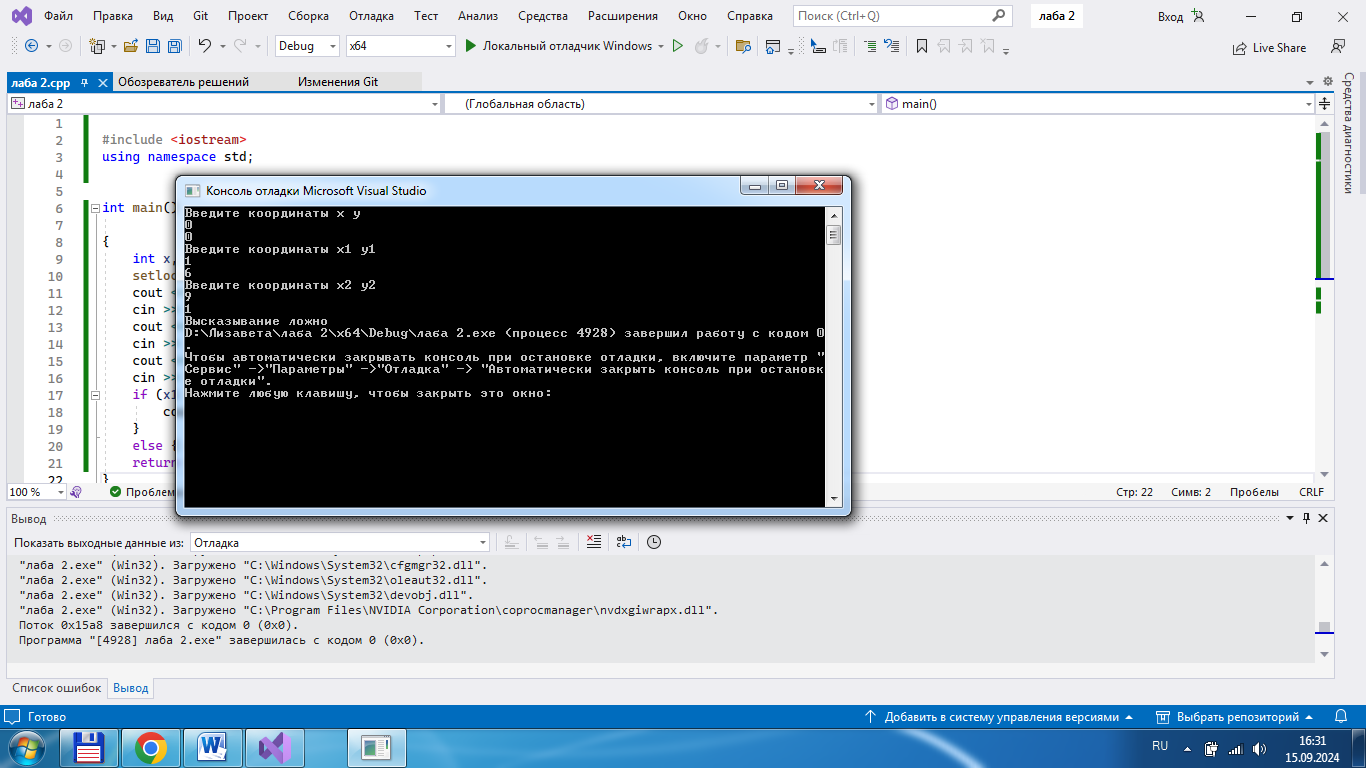 Файл Правка Вид Git Проект Сборка Отладка Тест Анализ Средства Расширения Окно Справка Поиск (Ctrl+Q) лаба 2 Вход
Debug x64 Локальный отладчик Windows Live Share
лаба 2.cpp Обозреватель решений Изменения Git
лаба 2 (Глобальная область) main()
Средства диагностики
1
2 #include <iostream>
3 using namespace std;
4
5
6 int main()
7
8 {
9 int x,
10 setloc
11 cout <
12 cin >>
13 cout <
14 cin >>
15 cout <
16 cin >>
17 if (x1
18 co
19 }
20 else {
21 return
22 }
Консоль отладки Microsoft Visual Studio
Введите координаты x y
0
0
Введите координаты x1 y1
1
6
Введите координаты x2 y2
9
1
Высказывание ложно
D:\Лизавета\лаба 2\x64\Debug\лаба 2.exe (процесс 4928) завершил работу с кодом 0
.
Чтобы автоматически закрывать консоль при остановке отладки, включите параметр "
Сервис" ->"Параметры" ->"Отладка" -> "Автоматически закрыть консоль при остановк
е отладки".
Нажмите любую клавишу, чтобы закрыть это окно:
100 % Проблем Стр: 22 Симв: 2 Пробелы CRLF
Вывод
Показать выходные данные из: Отладка
"лаба 2.exe" (Win32). Загружено "C:\Windows\System32\cfgmgr32.dll".
"лаба 2.exe" (Win32). Загружено "C:\Windows\System32\oleaut32.dll".
"лаба 2.exe" (Win32). Загружено "C:\Windows\System32\devobj.dll".
"лаба 2.exe" (Win32). Загружено "C:\Program Files\NVIDIA Corporation\coprocmanager\nvdxgiwrapx.dll".
Поток 0x15a8 завершился с кодом 0 (0x0).
Программа "[4928] лаба 2.exe" завершилась с кодом 0 (0x0).
Список ошибок Вывод
Готово Добавить в систему управления версиями Выбрать репозиторий
RU 16:31
15.09.2024